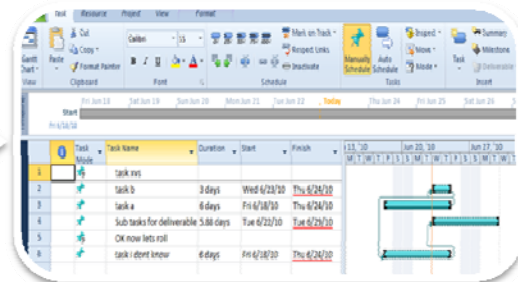 Task Resource Project View Format
Cut
Copy
Format Painter
Paste
Clipboard
Calibri 15
B I U
Font
Mark on Track
Respect Links
Inactivate
Schedule
Manually Schedule
Auto Schedule
Inspect
Move
Mode
Tasks
Task
Summary
Milestone
Deliverable
Insert
Gantt Chart
View
Fri Jun 18 Sat Jun 19 Sun Jun 20 Mon Jun 21 Tue Jun 22 Today Thu Jun 24 Fri Jun 25 Sat Jun 26
Start
Fri 6/18/10
Task Mode Task Name Duration Start Finish
13, '10 Jun 20, '10 Jun 27, '10
M T W T F S S M T W T F S S M T W T
1
2 task b 3 days Wed 6/23/10 Thu 6/24/10
3 task a 6 days Fri 6/18/10 Thu 6/24/10
4 Sub tasks for deliverable 5.88 days Tue 6/22/10 Tue 6/29/10
5 OK now lets roll
6 task i dont know 6 days Fri 6/18/10 Thu 6/24/10